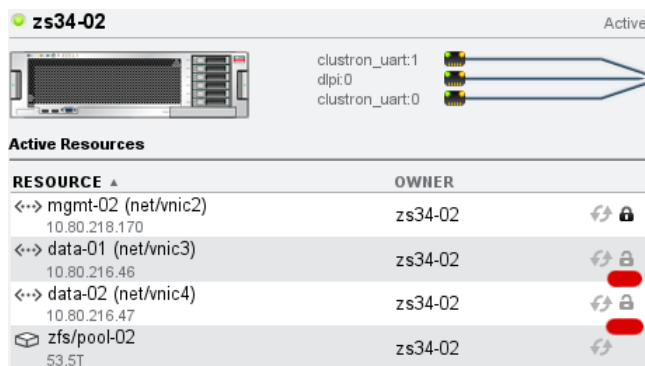 zs34-02
Active
clustron_uart:1
dlpi:0
clustron_uart:0
Active Resources
RESOURCE ▲ OWNER
mgmt-02 (net/vnic2)
10.80.218.170
zs34-02
data-01 (net/vnic3)
10.80.216.46
zs34-02
data-02 (net/vnic4)
10.80.216.47
zs34-02
zfs/pool-02
53.5T
zs34-02